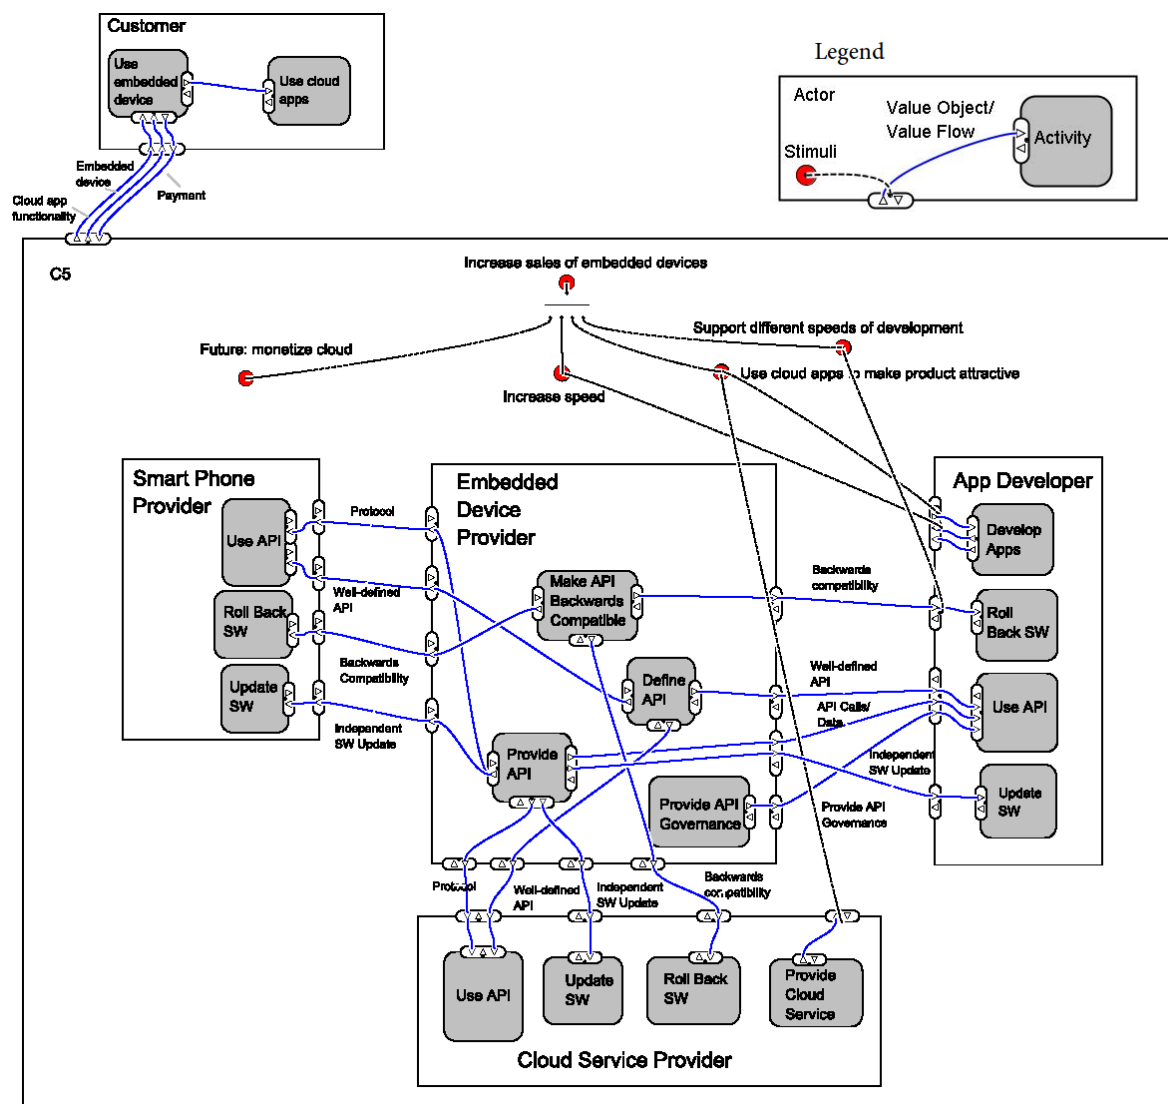 Customer
Use
embedded
device
Use cloud
apps
Embedded
device
Payment
Cloud app
functionality
Legend
Actor
Value Object/
Value Flow
Activity
Stimuli
C5
Increase sales of embedded devices
Support different speeds of development
Future: monetize cloud
Use cloud apps to make product attractive
Increase speed
Smart Phone
Provider
Use API
Roll Back
SW
Update
SW
Protocol
Well-defined
API
Backwards
Compatibility
Independent
SW Update
Embedded
Device
Provider
Make API
Backwards
Compatible
Define
API
Provide
API
Provide API
Governance
Backwards
compatibility
Well-defined
API
API Calls/
Data
Independent
SW Update
Provide API
Governance
App Developer
Develop
Apps
Roll
Back SW
Use API
Update
SW
Protocol
Well-defined
API
Independent
SW Update
Backwards
compatibility
Use API
Update
SW
Roll Back
SW
Provide
Cloud
Service
Cloud Service Provider